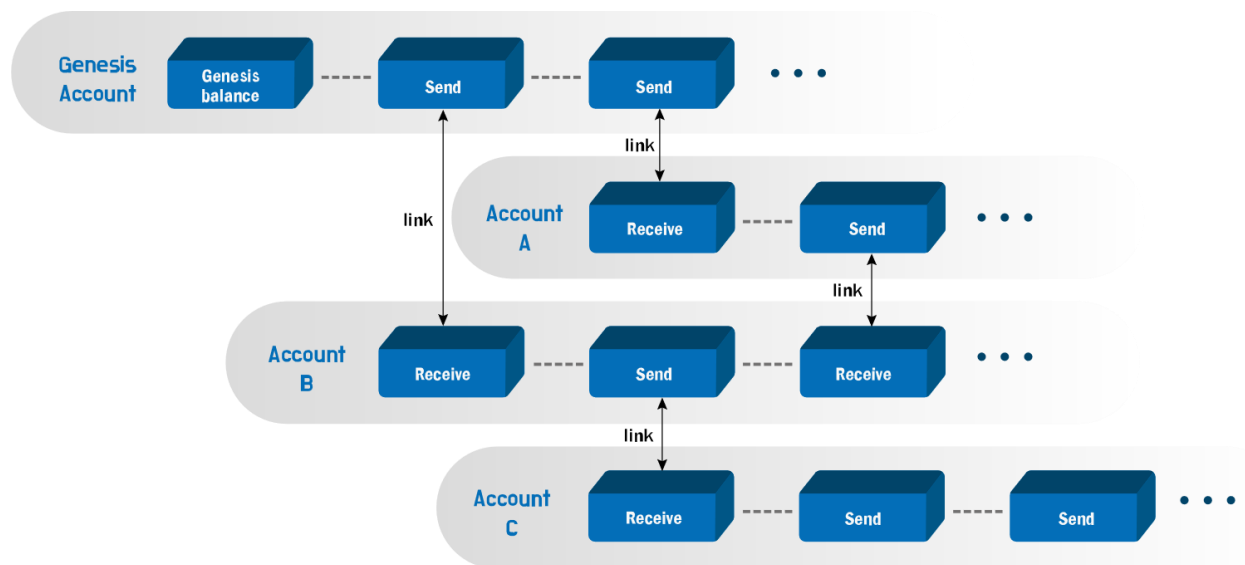 Genesis
Account
Genesis
balance
Send
Send
link
link
Account
A
Receive
Send
link
Account
B
Receive
Send
Receive
link
Account
C
Receive
Send
Send